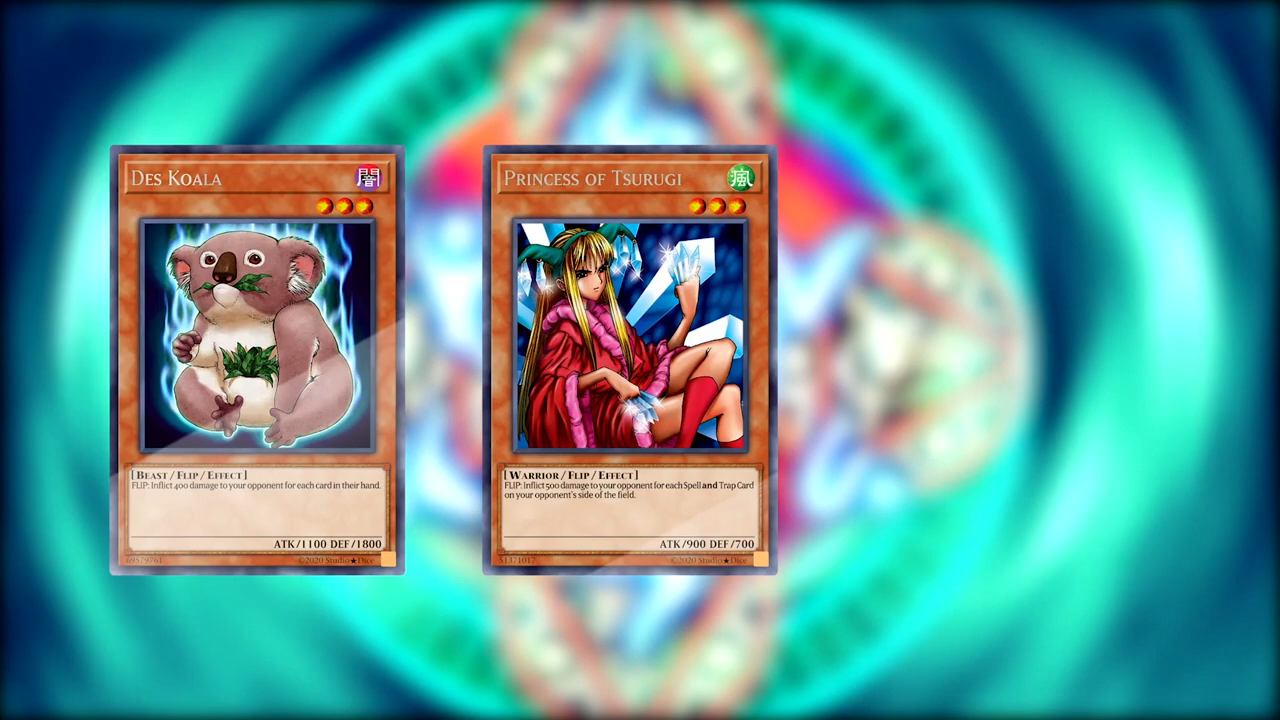 Des Koala
闇
[Beast/Flip/Effect]
FLIP: Inflict 400 damage to your opponent for each card in their hand.
ATK/1100 DEF/1800
69579761
©2020 Studio★Dice
Princess of Tsurugi
風
[Warrior/Flip/Effect]
FLIP: Inflict 500 damage to your opponent for each Spell and Trap Card
on your opponent's side of the field.
ATK/900 DEF/700
51371017
©2020 Studio★Dice